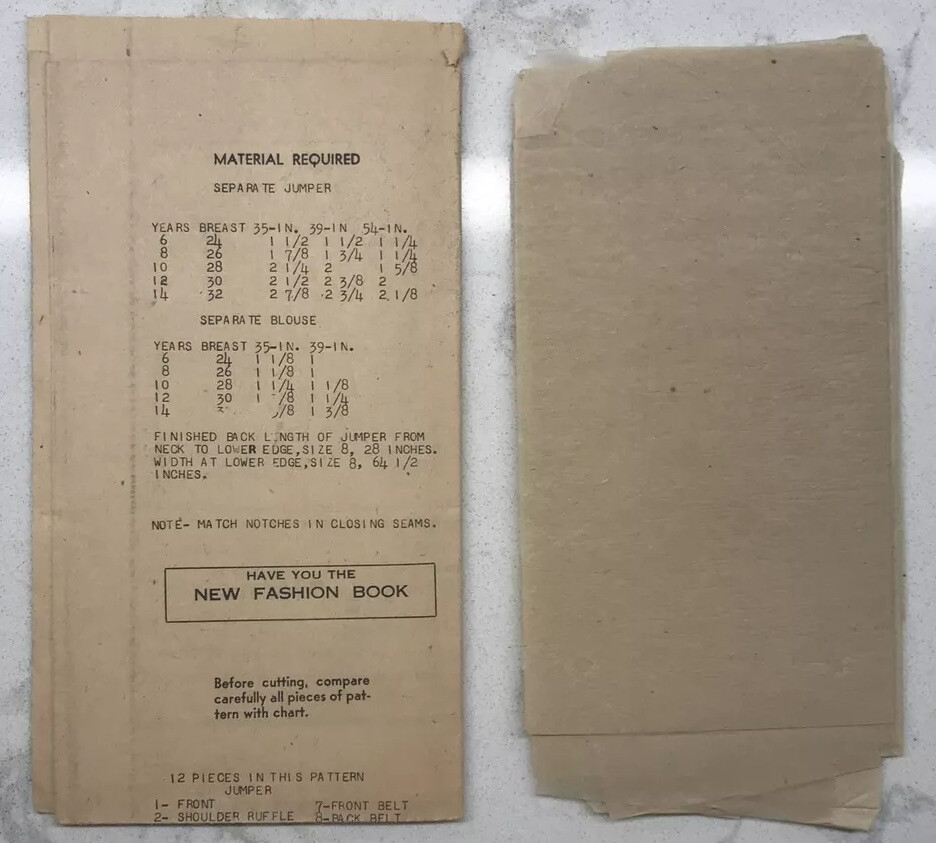 MATERIAL REQUIRED
SEPARATE JUMPER
YEARS BREAST 35-IN. 39-IN 54-IN.
6 24 1 1/2 1 1/2 1 1/4
8 26 1 7/8 1 3/4 1 1/4
10 28 2 1/4 2 1 5/8
12 30 2 1/2 2 3/8 2
14 32 2 7/8 2 3/4 2 1/8
SEPARATE BLOUSE
YEARS BREAST 35-IN. 39-IN.
6 24 1 1/8 1
8 26 1 1/8 1
10 28 1 1/4 1 1/8
12 30 1 /8 1 1/4
14 /8 1 3/8
FINISHED BACK L NGTH OF JUMPER FROM
NECK TO LOWER EDGE,SIZE 8, 28 INCHES.
WIDTH AT LOWER EDGE,SIZE 8, 64 1/2
INCHES.
NOTE- MATCH NOTCHES IN CLOSING SEAMS.
HAVE YOU THE
NEW FASHION BOOK
Before cutting, compare
carefully all pieces of pat-
tern with chart.
12 PIECES IN THIS PATTERN
JUMPER
1- FRONT 7-FRONT BELT
2- SHOULDER RUFFLE 8-BACK BELT